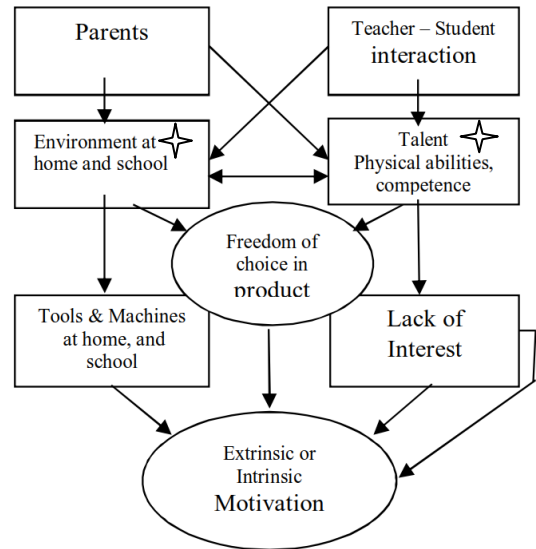 Parents
Teacher – Student
interaction
Environment at
home and school
Talent
Physical abilities,
competence
Freedom of
choice in
product
Tools & Machines
at home, and
school
Lack of
Interest
Extrinsic or
Intrinsic
Motivation